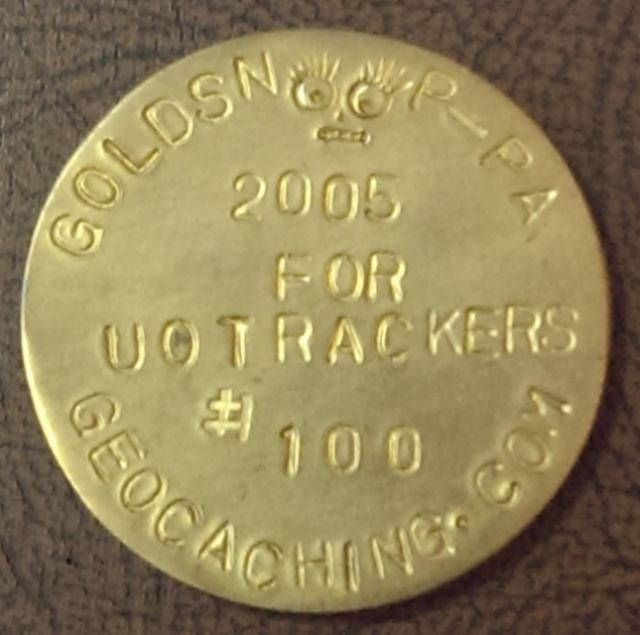 GOLDSNOOP-PA
2005
FOR
UOTRACKERS
#100
GEOCACHING.COM